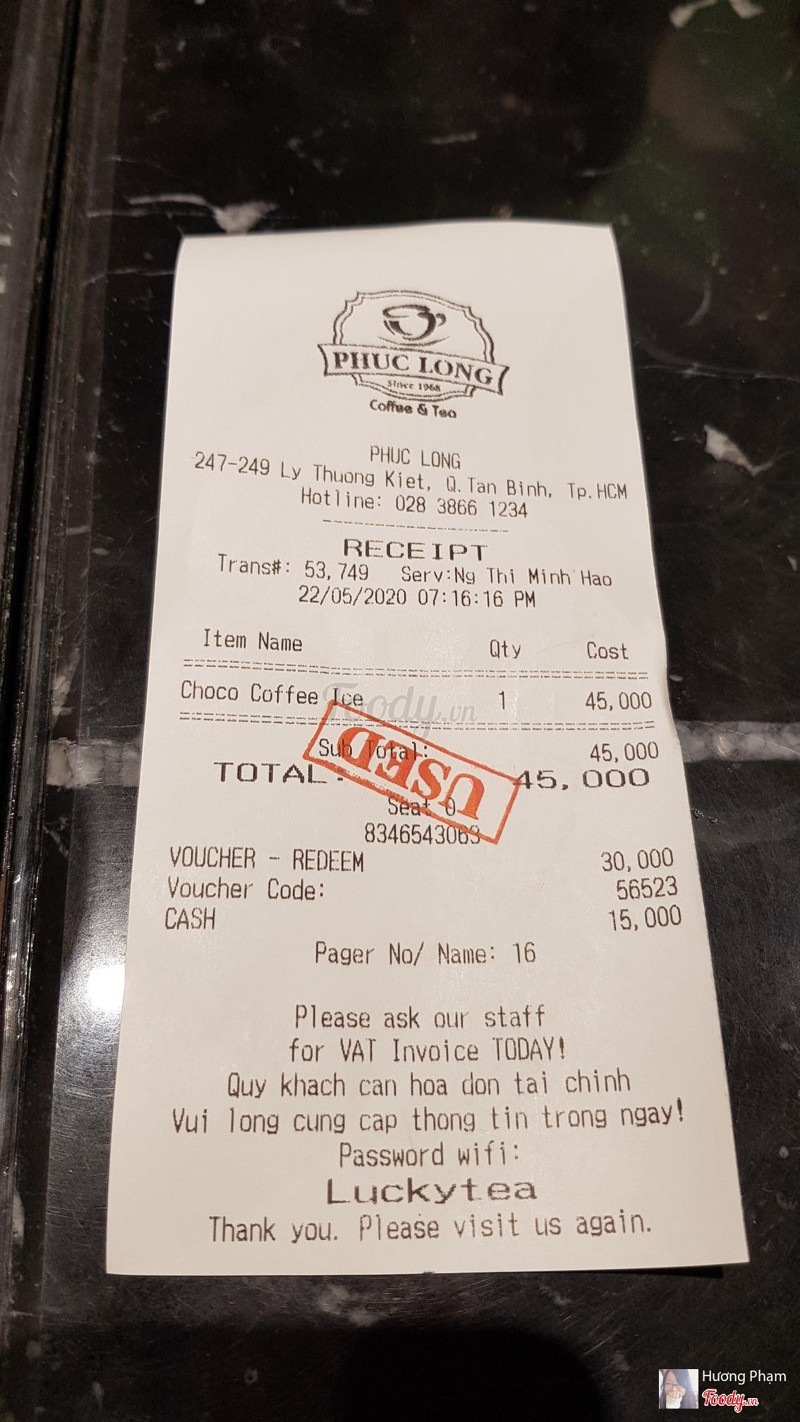 PHUC LONG
Since 1968
Coffee & Tea
PHUC LONG
247-249 Ly Thuong Kiet, Q.Tan Binh, Tp.HCM
Hotline: 028 3866 1234
RECEIPT
Trans#: 53,749 Serv:Ng Thi Minh Hao
22/05/2020 07:16:16 PM
Item Name Qty Cost
Choco Coffee Ice 1 45,000
Foody.vn
Sub Total: 45,000
TOTAL: 45,000
USED
Seat 0
8346543063
VOUCHER - REDEEM 30,000
Voucher Code: 56523
CASH 15,000
Pager No/ Name: 16
Please ask our staff
for VAT Invoice TODAY!
Quy khach can hoa don tai chinh
Vui long cung cap thong tin trong ngay!
Password wifi:
Luckytea
Thank you. Please visit us again.
Hương Phạm
Foody.vn